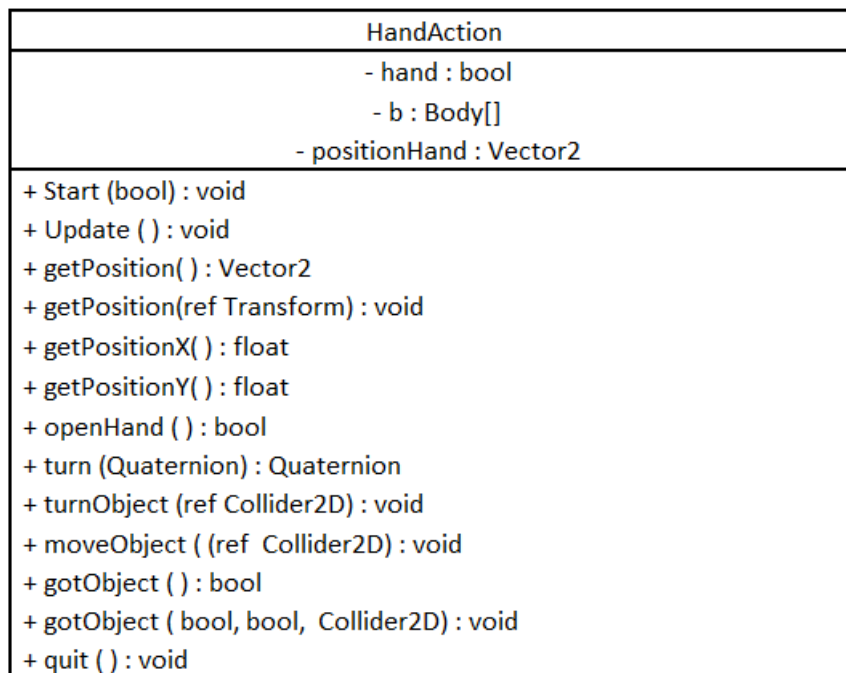 HandAction
- hand : bool
- b : Body[]
- positionHand : Vector2
+ Start (bool) : void
+ Update ( ) : void
+ getPosition( ) : Vector2
+ getPosition(ref Transform) : void
+ getPositionX( ) : float
+ getPositionY( ) : float
+ openHand ( ) : bool
+ turn (Quaternion) : Quaternion
+ turnObject (ref Collider2D) : void
+ moveObject ( (ref  Collider2D) : void
+ gotObject ( ) : bool
+ gotObject ( bool, bool,  Collider2D) : void
+ quit ( ) : void